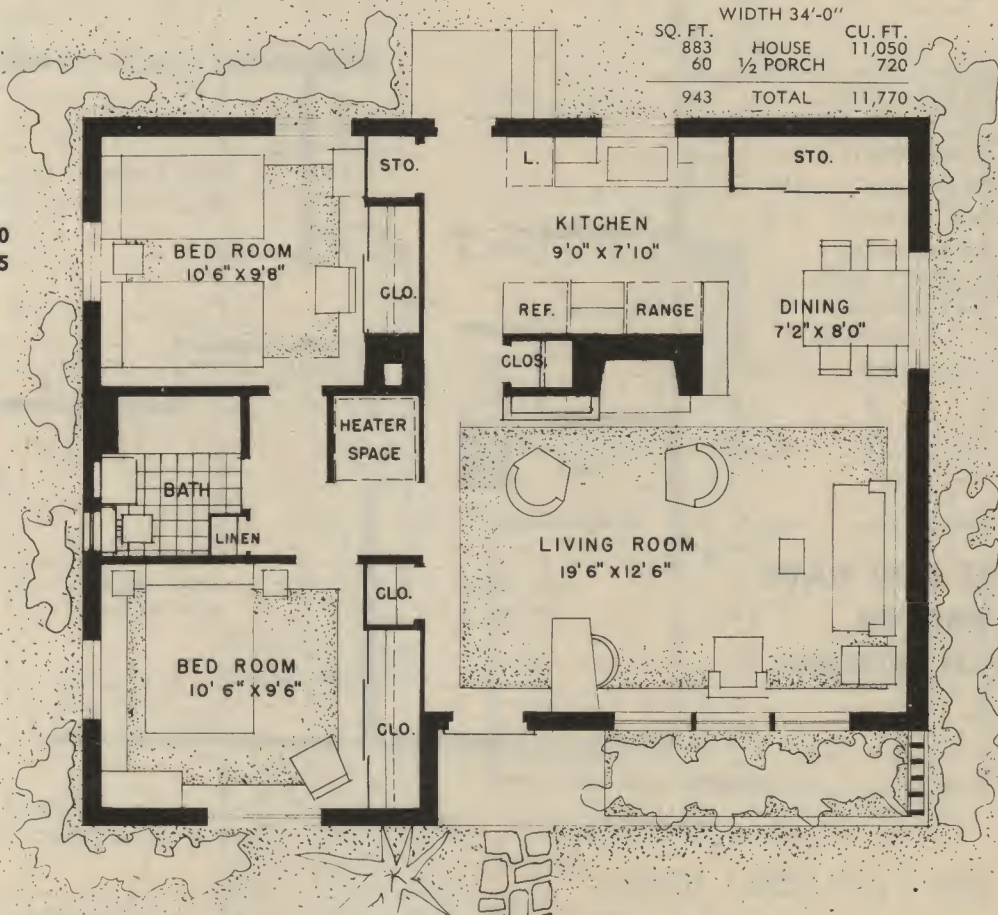 WIDTH 34'-0"
SQ. FT. CU. FT.
883 HOUSE 11,050
60 ½ PORCH 720
943 TOTAL 11,770
STO.
L.
STO.
0
5
BED ROOM
10'6" X 9'8"
KITCHEN
9'0" X 7'10"
CLO.
REF.
RANGE
DINING
7'2" X 8'0"
CLOS.
HEATER
SPACE
BATH
LINEN
LIVING ROOM
19'6" X 12'6"
CLO.
BED ROOM
10'6" X 9'6"
CLO.